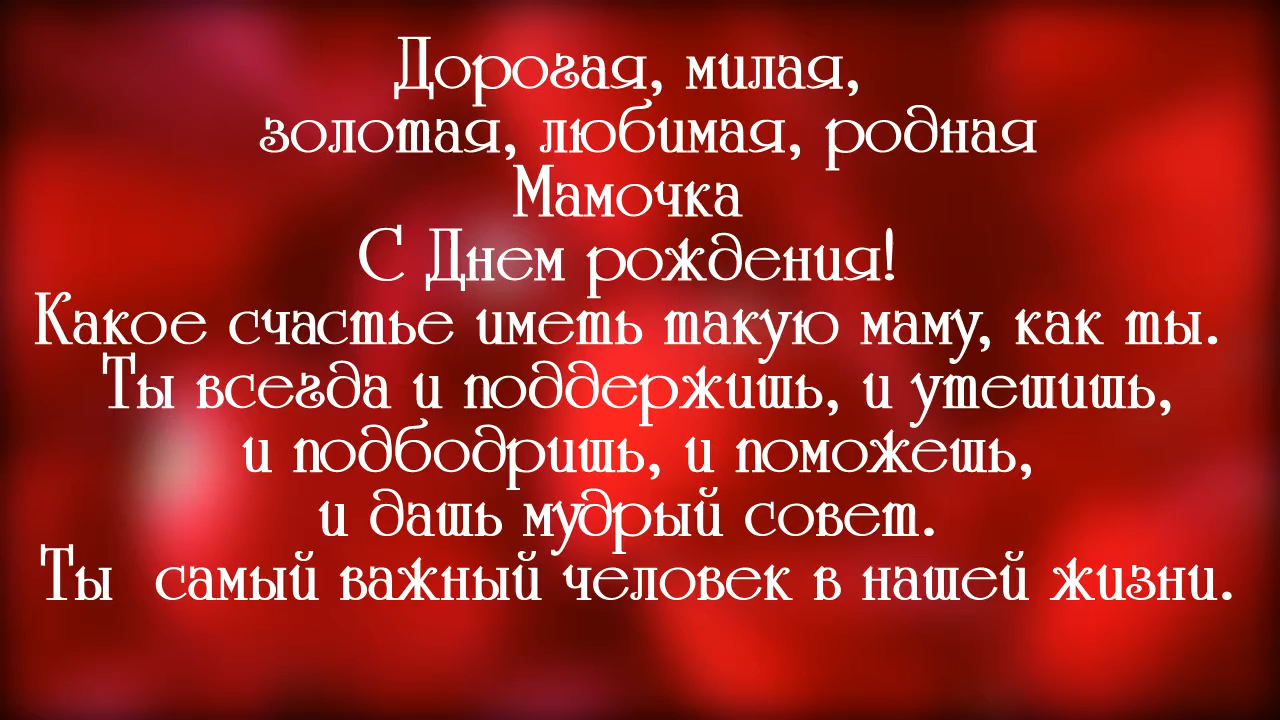 Дорогая, милая,
золотая, любимая, родная
Мамочка
С Днем рождения!
Какое счастье иметь такую маму, как ты.
Ты всегда и поддержишь, и утешишь,
и подбодришь, и поможешь,
и дашь мудрый совет.
Ты самый важный человек в нашей жизни.